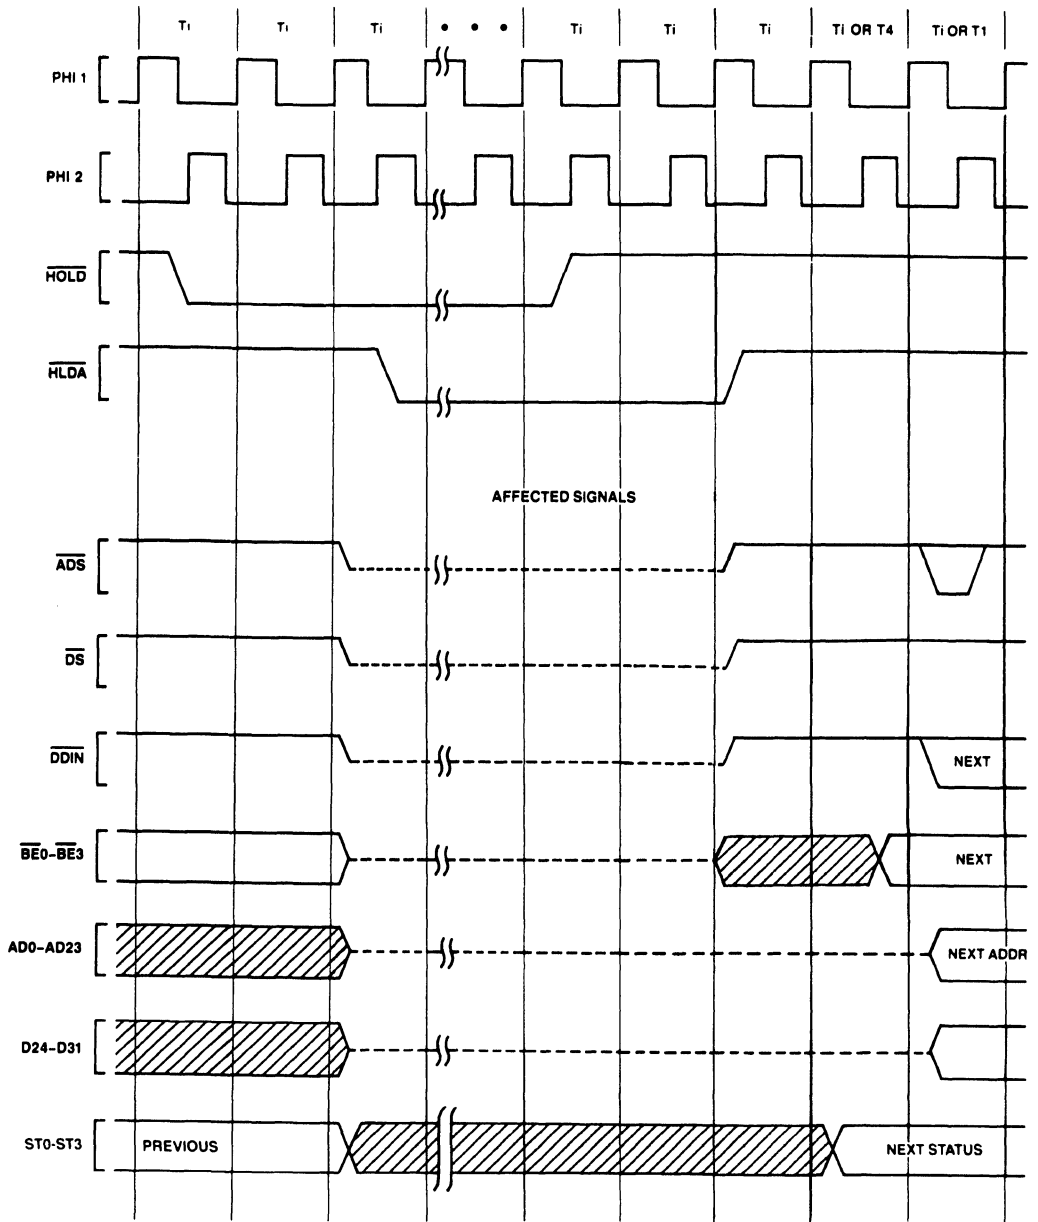 Ti Ti Ti • • • Ti Ti Ti Ti OR T4 Ti OR T1
PHI 1
PHI 2
HOLD
HLDA
AFFECTED SIGNALS
ADS
DS
DDIN
NEXT
BE0-BE3
NEXT
AD0-AD23
NEXT ADDR
D24-D31
ST0-ST3
PREVIOUS
NEXT STATUS